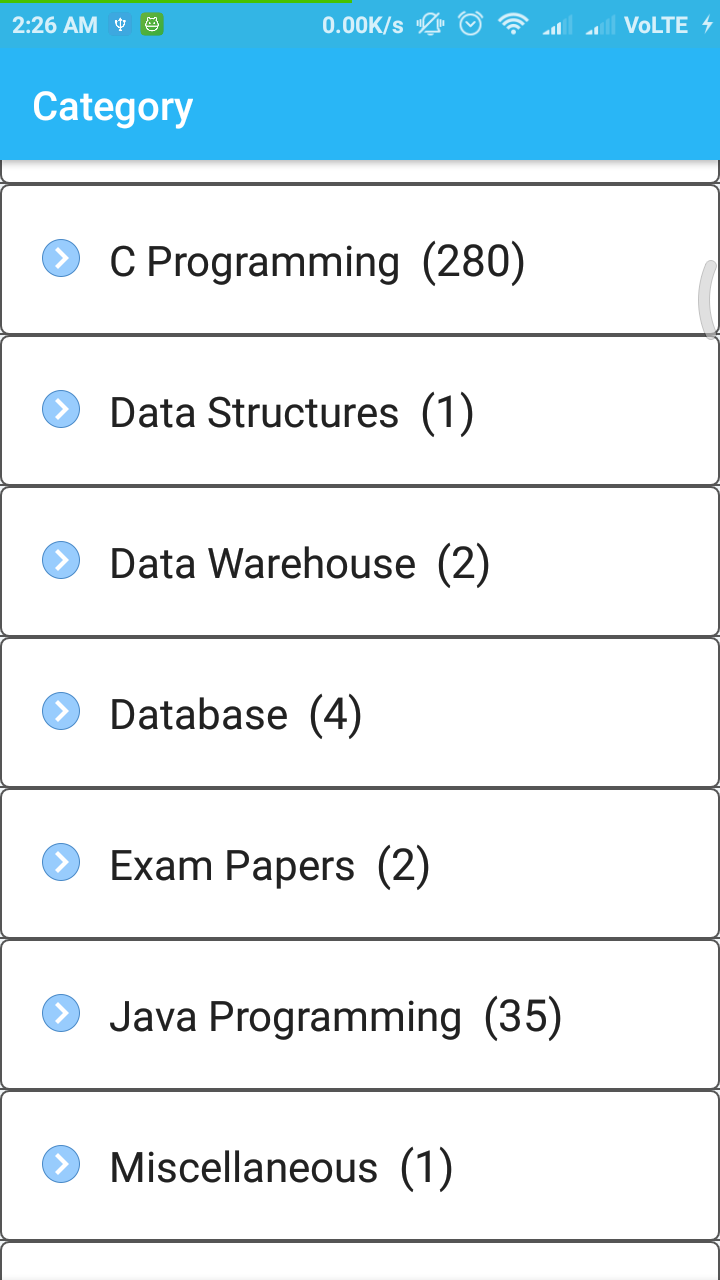 2:26 AM 0.00K/s VoLTE
Category
C Programming (280)
Data Structures (1)
Data Warehouse (2)
Database (4)
Exam Papers (2)
Java Programming (35)
Miscellaneous (1)